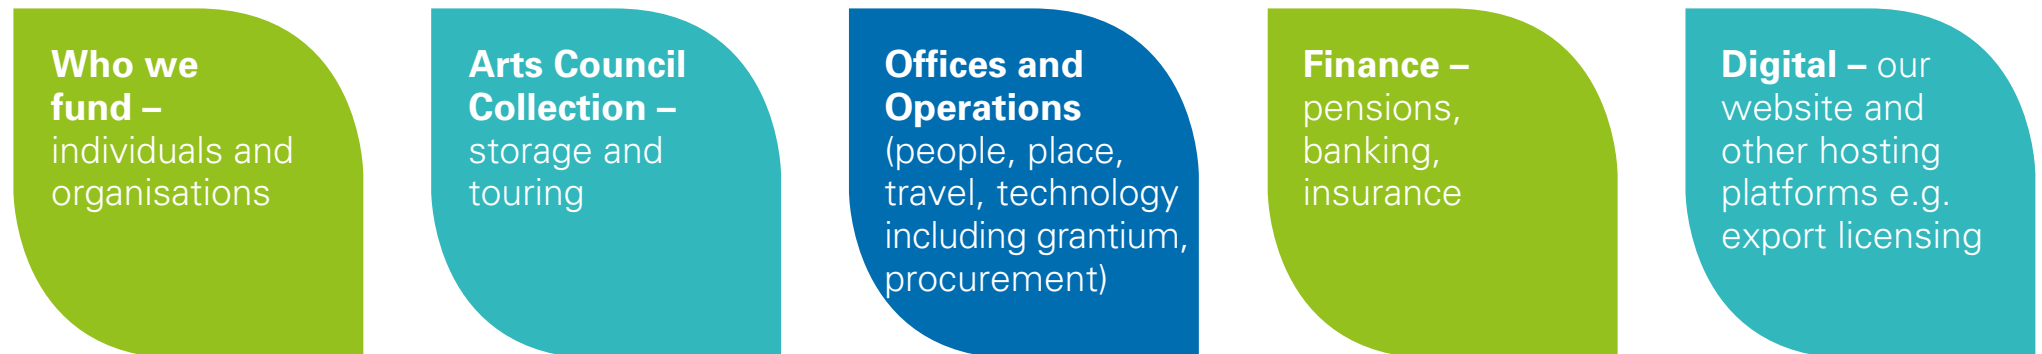 Who we
fund –
individuals and
organisations
Arts Council
Collection –
storage and
touring
Offices and
Operations
(people, place,
travel, technology
including grantium,
procurement)
Finance –
pensions,
banking,
insurance
Digital – our
website and
other hosting
platforms e.g.
export licensing